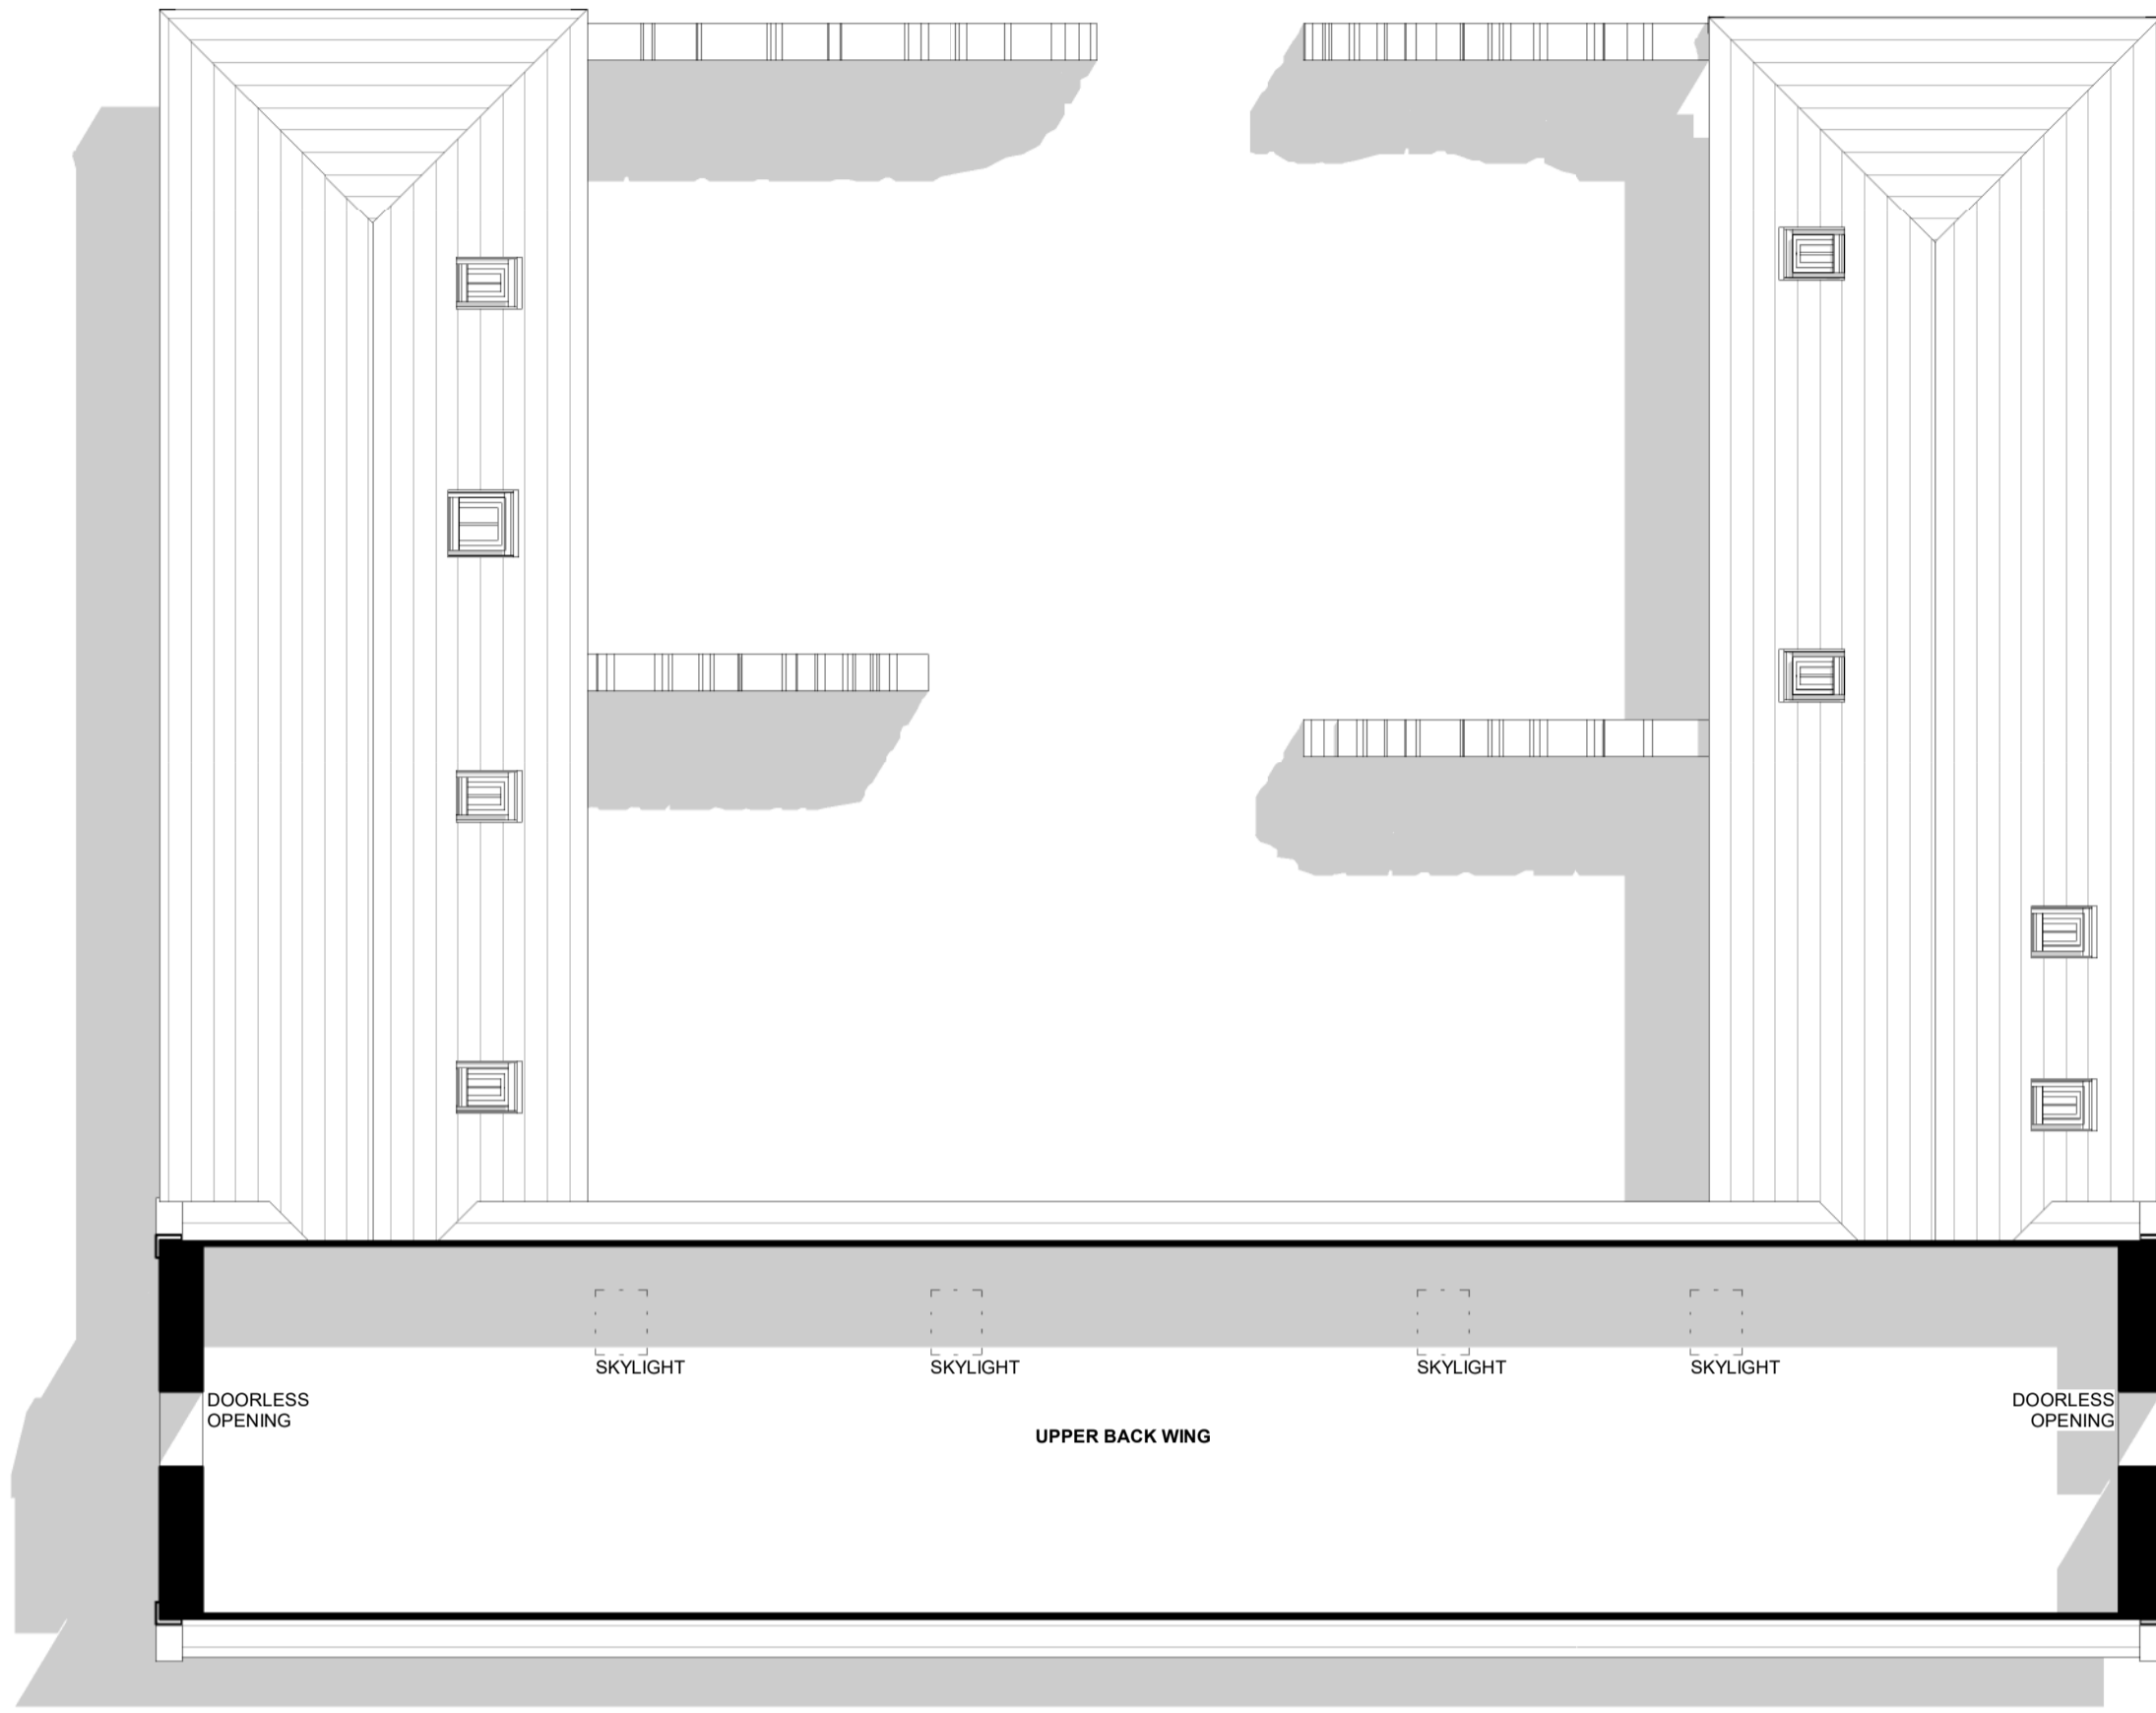 SKYLIGHT
SKYLIGHT
SKYLIGHT
SKYLIGHT
DOORLESS
OPENING
DOORLESS
OPENING
UPPER BACK WING